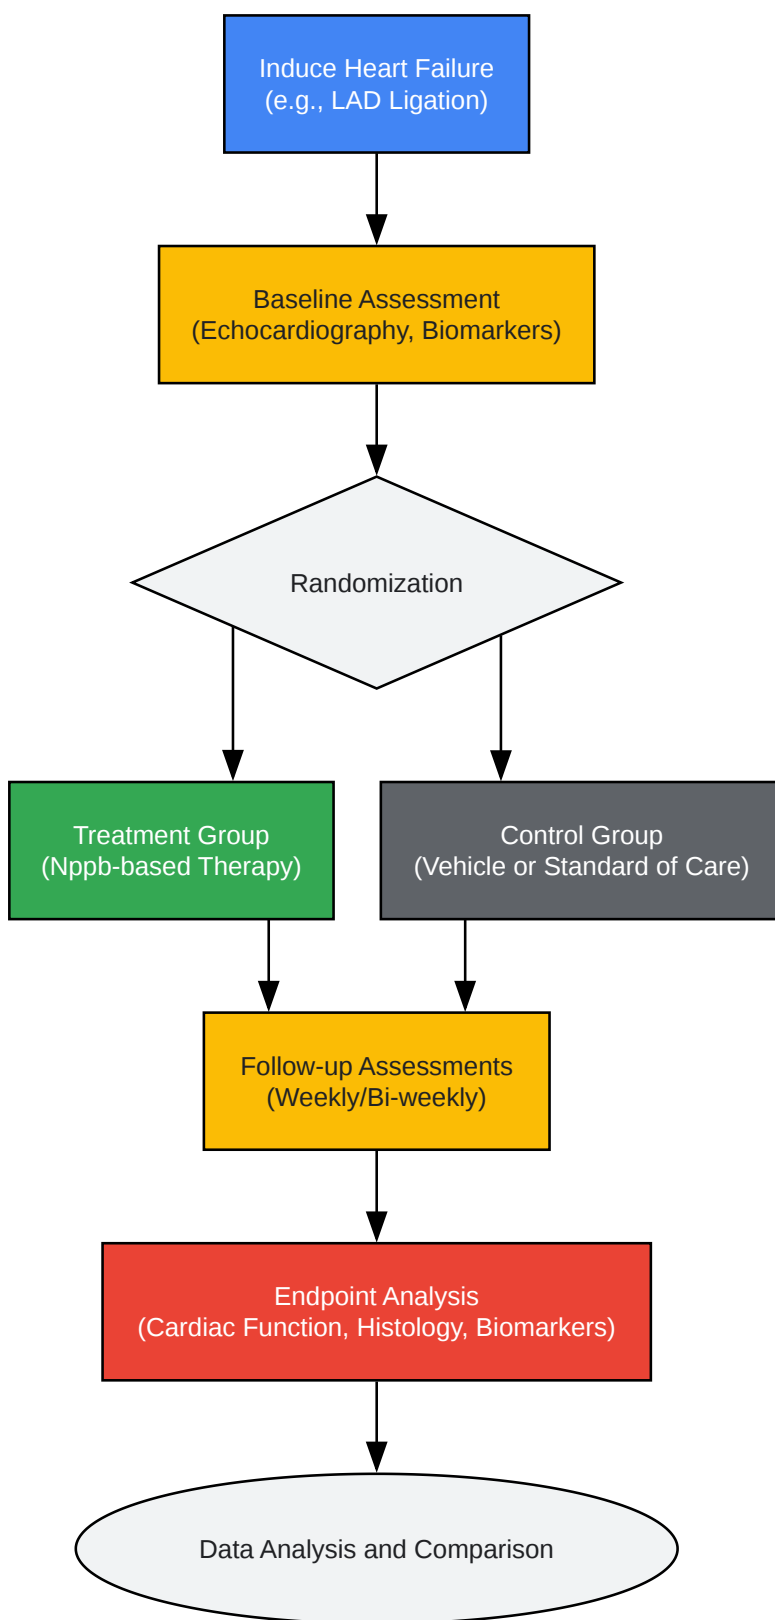 Induce Heart Failure
(e.g., LAD Ligation)
Baseline Assessment
(Echocardiography, Biomarkers)
Randomization
Treatment Group
(Nppb-based Therapy)
Control Group
(Vehicle or Standard of Care)
Follow-up Assessments
(Weekly/Bi-weekly)
Endpoint Analysis
(Cardiac Function, Histology, Biomarkers)
Data Analysis and Comparison